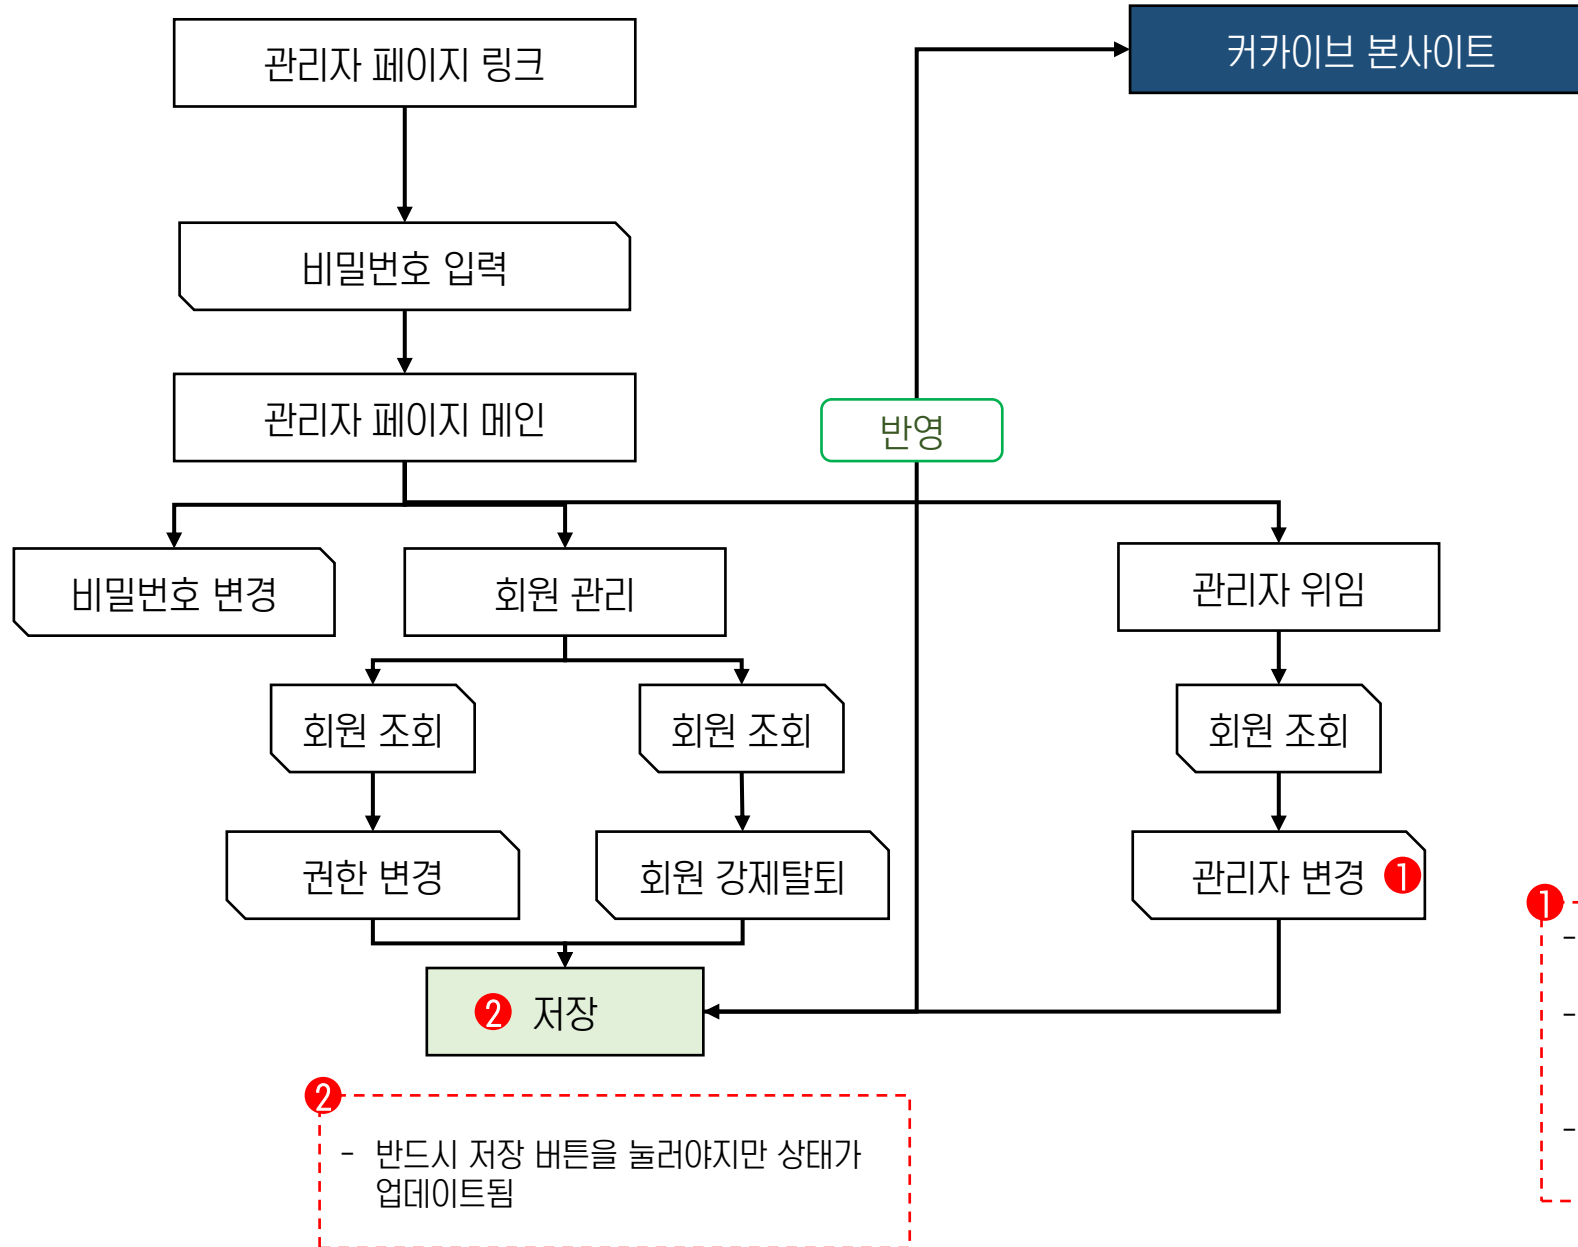 관리자 페이지 링크
커카이브 본사이트
비밀번호 입력
관리자 페이지 메인
반영
비밀번호 변경
회원 관리
관리자 위임
회원 조회
회원 조회
회원 조회
권한 변경
회원 강제탈퇴
관리자 변경 1
1
-
-
-
2 저장
2
- 반드시 저장 버튼을 눌러야지만 상태가
업데이트됨